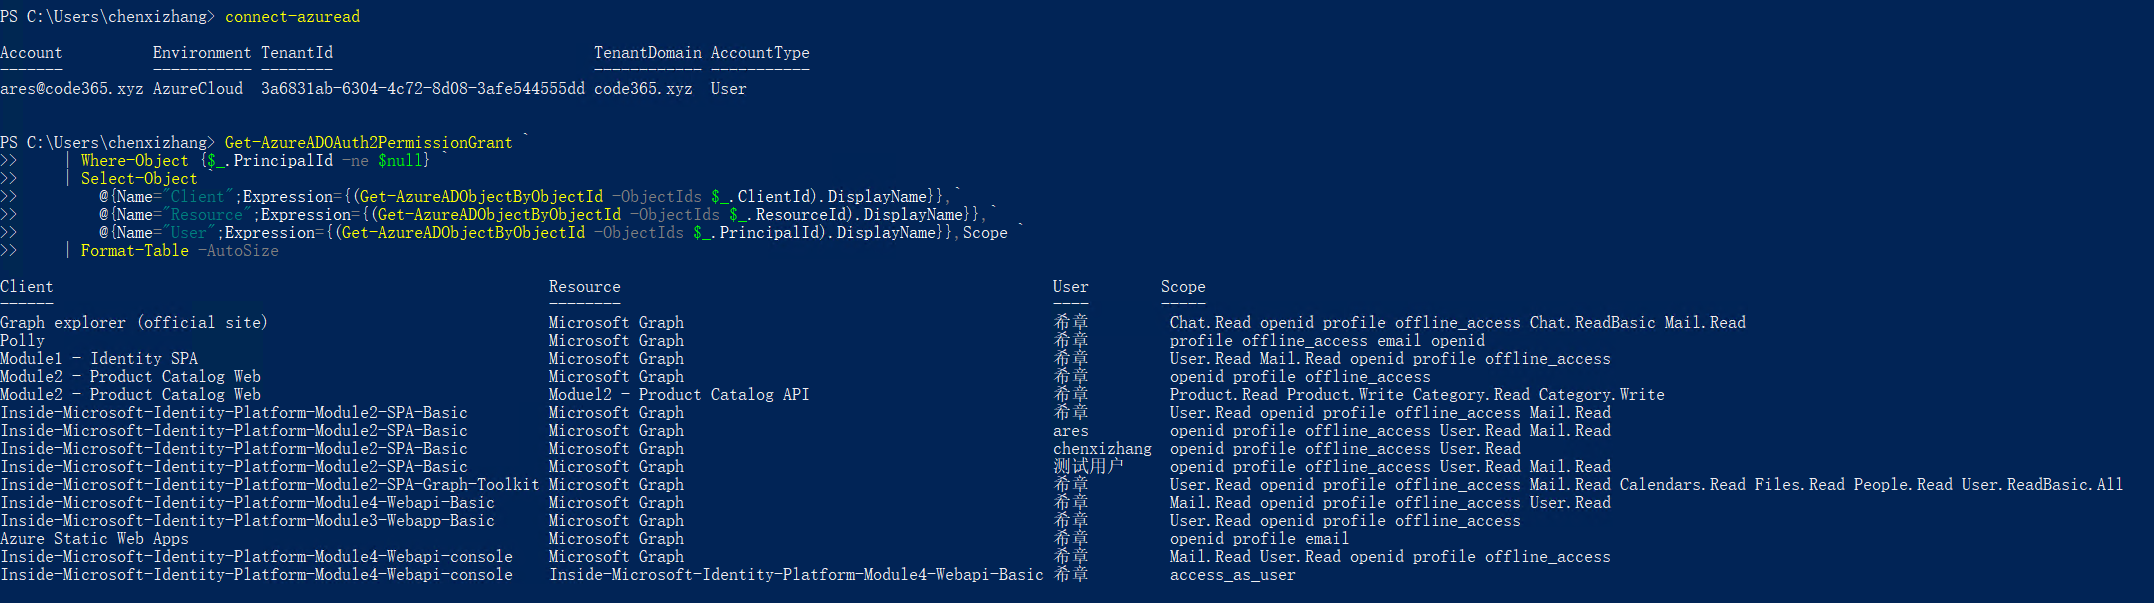 PS C:\Users\chenxizhang> connect-azuread
Account Environment TenantId TenantDomain AccountType
------- ----------- -------- ------------ -----------
ares@code365.xyz AzureCloud 3a6831ab-6304-4c72-8d08-3afe544555dd code365.xyz User
PS C:\Users\chenxizhang> Get-AzureADOAuth2PermissionGrant `
>> | Where-Object {$_.PrincipalId -ne $null} `
>> | Select-Object `
>> @{Name="Client";Expression={(Get-AzureADObjectByObjectId -ObjectIds $_.ClientId).DisplayName}},`
>> @{Name="Resource";Expression={(Get-AzureADObjectByObjectId -ObjectIds $_.ResourceId).DisplayName}},`
>> @{Name="User";Expression={(Get-AzureADObjectByObjectId -ObjectIds $_.PrincipalId).DisplayName}},Scope `
>> | Format-Table -AutoSize
Client Resource User Scope
------ -------- ---- -----
Graph explorer (official site) Microsoft Graph 希章 Chat.Read openid profile offline_access Chat.ReadBasic Mail.Read
Polly Microsoft Graph 希章 profile offline_access email openid
Module1 - Identity SPA Microsoft Graph 希章 User.Read Mail.Read openid profile offline_access
Module2 - Product Catalog Web Microsoft Graph 希章 openid profile offline_access
Module2 - Product Catalog Web Moduel2 - Product Catalog API 希章 Product.Read Product.Write Category.Read Category.Write
Inside-Microsoft-Identity-Platform-Module2-SPA-Basic Microsoft Graph 希章 User.Read openid profile offline_access Mail.Read
Inside-Microsoft-Identity-Platform-Module2-SPA-Basic Microsoft Graph ares openid profile offline_access User.Read Mail.Read
Inside-Microsoft-Identity-Platform-Module2-SPA-Basic Microsoft Graph chenxizhang openid profile offline_access User.Read
Inside-Microsoft-Identity-Platform-Module2-SPA-Basic Microsoft Graph 测试用户 openid profile offline_access User.Read Mail.Read
Inside-Microsoft-Identity-Platform-Module2-SPA-Graph-Toolkit Microsoft Graph 希章 User.Read openid profile offline_access Mail.Read Calendars.Read Files.Read People.Read User.ReadBasic.All
Inside-Microsoft-Identity-Platform-Module4-Webapi-Basic Microsoft Graph 希章 Mail.Read openid profile offline_access User.Read
Inside-Microsoft-Identity-Platform-Module3-Webapp-Basic Microsoft Graph 希章 User.Read openid profile offline_access
Azure Static Web Apps Microsoft Graph 希章 openid profile email
Inside-Microsoft-Identity-Platform-Module4-Webapi-console Microsoft Graph 希章 Mail.Read User.Read openid profile offline_access
Inside-Microsoft-Identity-Platform-Module4-Webapi-console Inside-Microsoft-Identity-Platform-Module4-Webapi-Basic 希章 access_as_user